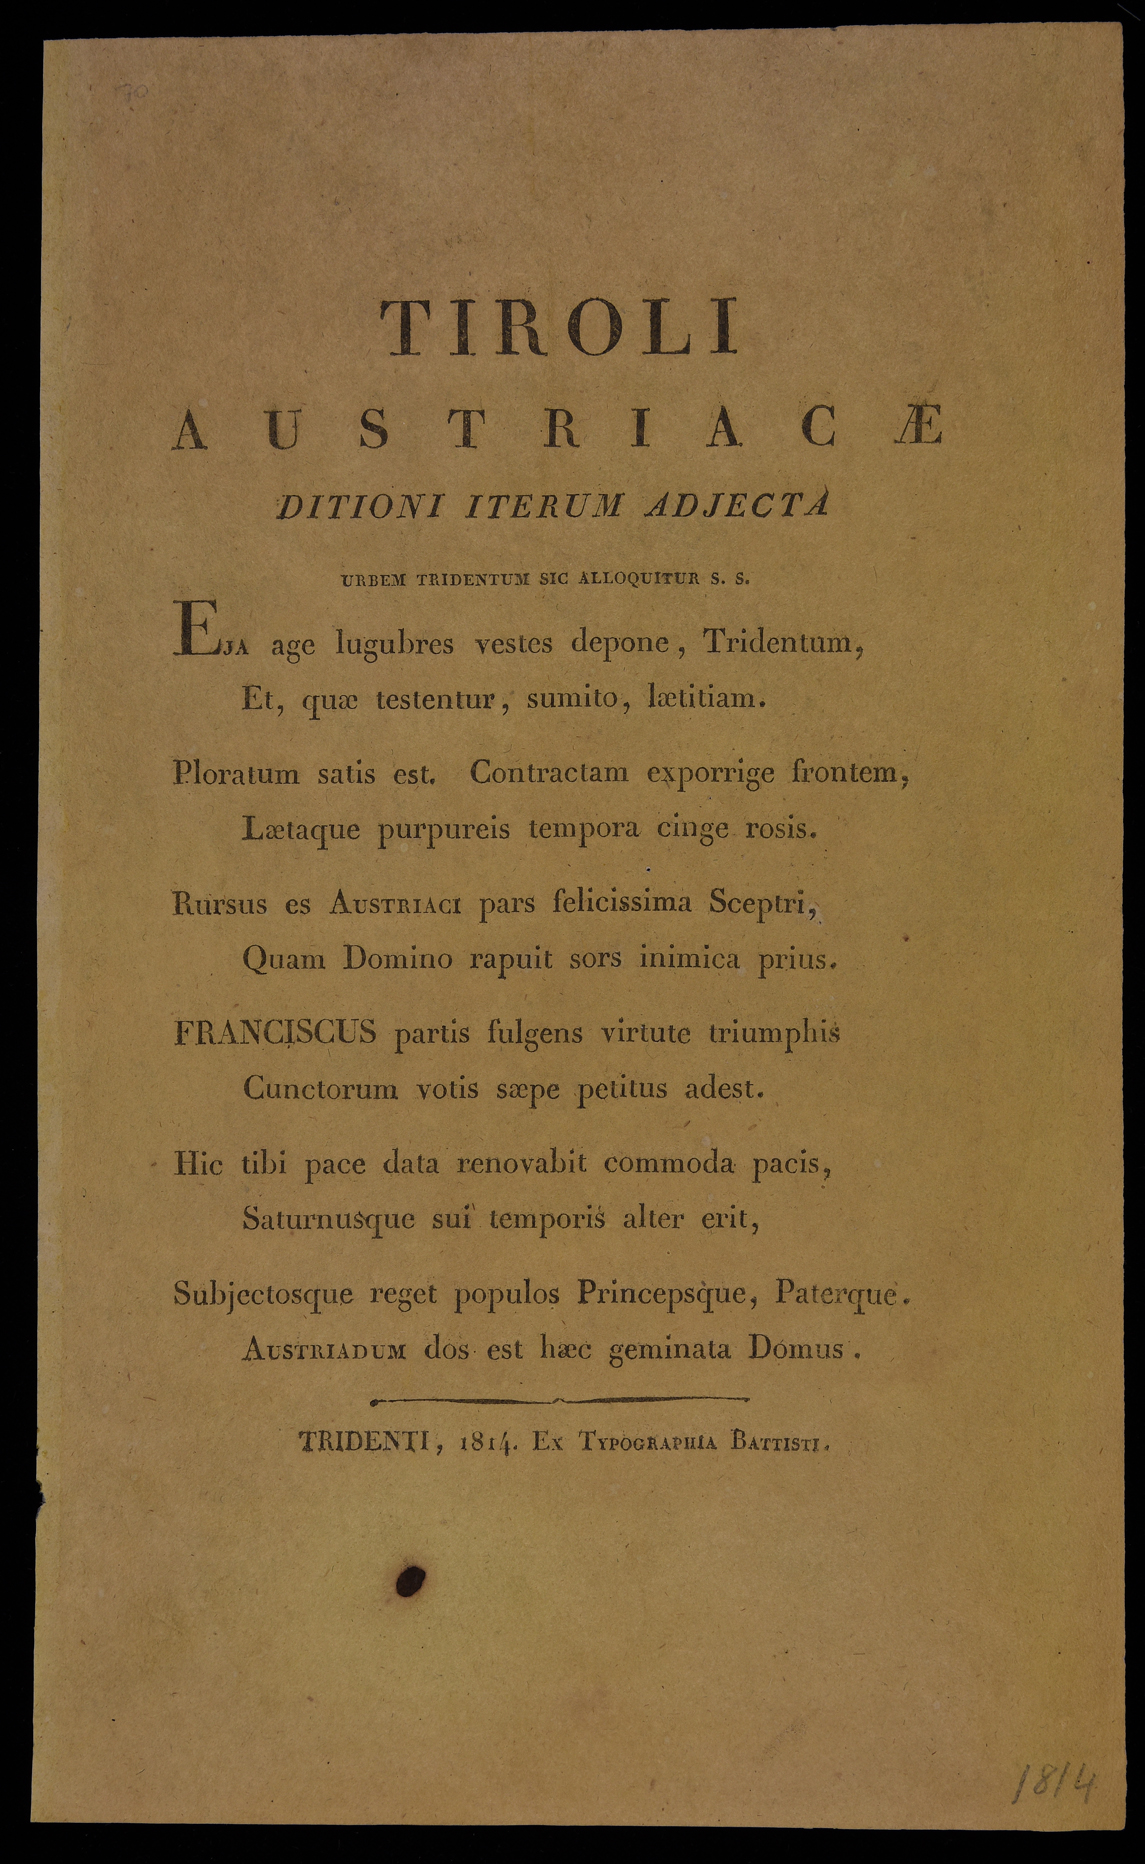 TIROLI
AUSTRIACÆ
DITIONI ITERUM ADJECTA
URBEM TRIDENTUM SIC ALLOQUITUR S. S.
EJA age lugubres vestes depone, Tridentum,
Et, quæ testentur, sumito, lætitiam.
Ploratum satis est. Contractam exporrige frontem,
Lætaque purpureis tempora cinge rosis.
Rursus es AUSTRIACI pars felicissima Sceptri,
Quam Domino rapuit sors inimica prius.
FRANCISCUS partis fulgens virtute triumphis
Cunctorum votis sæpe petitus adest.
Hic tibi pace data renovabit commoda pacis,
Saturnusque sui temporis alter erit,
Subjectosque reget populos Princepsque, Paterque.
AUSTRIADUM dos est hæc geminata Domus.
TRIDENTI, 1814. EX TYPOGRAPHIA BATTISTI.
1814